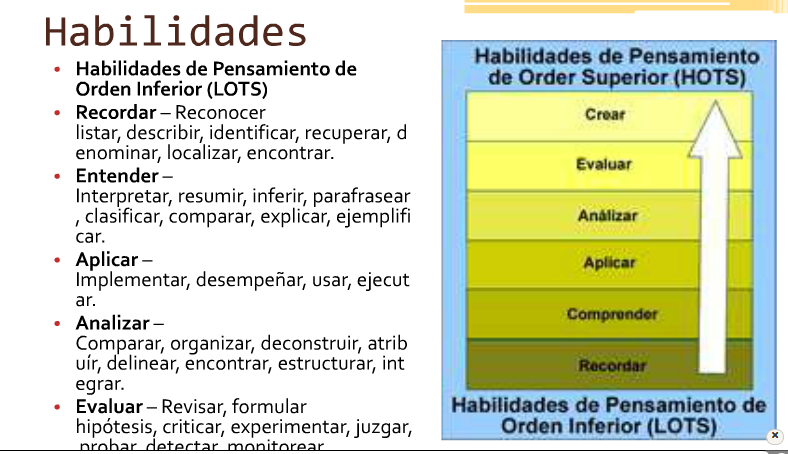 Habilidades
• Habilidades de Pensamiento de
Orden Inferior (LOTS)
• Recordar – Reconocer
listar, describir, identificar, recuperar, d
enominar, localizar, encontrar.
• Entender –
Interpretar, resumir, inferir, parafrasear
, clasificar, comparar, explicar, ejemplifi
car.
• Aplicar –
Implementar, desempeñar, usar, ejecut
ar.
• Analizar –
Comparar, organizar, deconstruir, atrib
uír, delinear, encontrar, estructurar, int
egrar.
• Evaluar – Revisar, formular
hipótesis, criticar, experimentar, juzgar,
probar, detectar, monitorear
Habilidades de Pensamiento
de Order Superior (HOTS)
Crear
Evaluar
Análizar
Aplicar
Comprender
Recordar
Habilidades de Pensamiento de
Orden Inferior (LOTS)